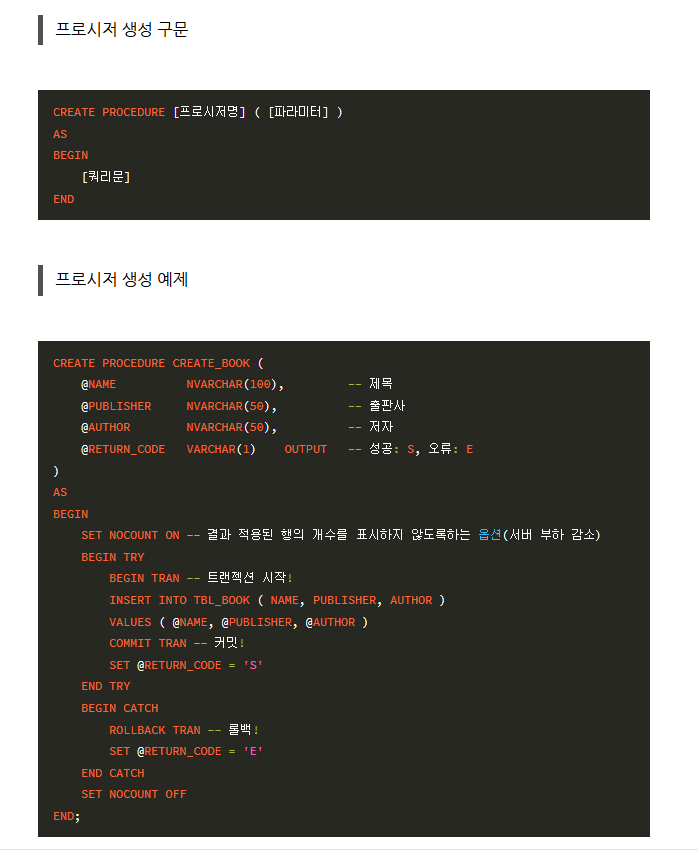 프로시저 생성 구문
CREATE PROCEDURE [프로시저명] ( [파라미터] )
AS
BEGIN
    [쿼리문]
END
프로시저 생성 예제
CREATE PROCEDURE CREATE_BOOK (
    @NAME          NVARCHAR(100),         -- 제목
    @PUBLISHER     NVARCHAR(50),          -- 출판사
    @AUTHOR        NVARCHAR(50),          -- 저자
    @RETURN_CODE   VARCHAR(1)    OUTPUT   -- 성공: S, 오류: E
)
AS
BEGIN
    SET NOCOUNT ON -- 결과 적용된 행의 개수를 표시하지 않도록하는 옵션(서버 부하 감소)
    BEGIN TRY
        BEGIN TRAN -- 트랜젝션 시작!
        INSERT INTO TBL_BOOK ( NAME, PUBLISHER, AUTHOR )
        VALUES ( @NAME, @PUBLISHER, @AUTHOR )
        COMMIT TRAN -- 커밋!
        SET @RETURN_CODE = 'S'
    END TRY
    BEGIN CATCH
        ROLLBACK TRAN -- 롤백!
        SET @RETURN_CODE = 'E'
    END CATCH
    SET NOCOUNT OFF
END;